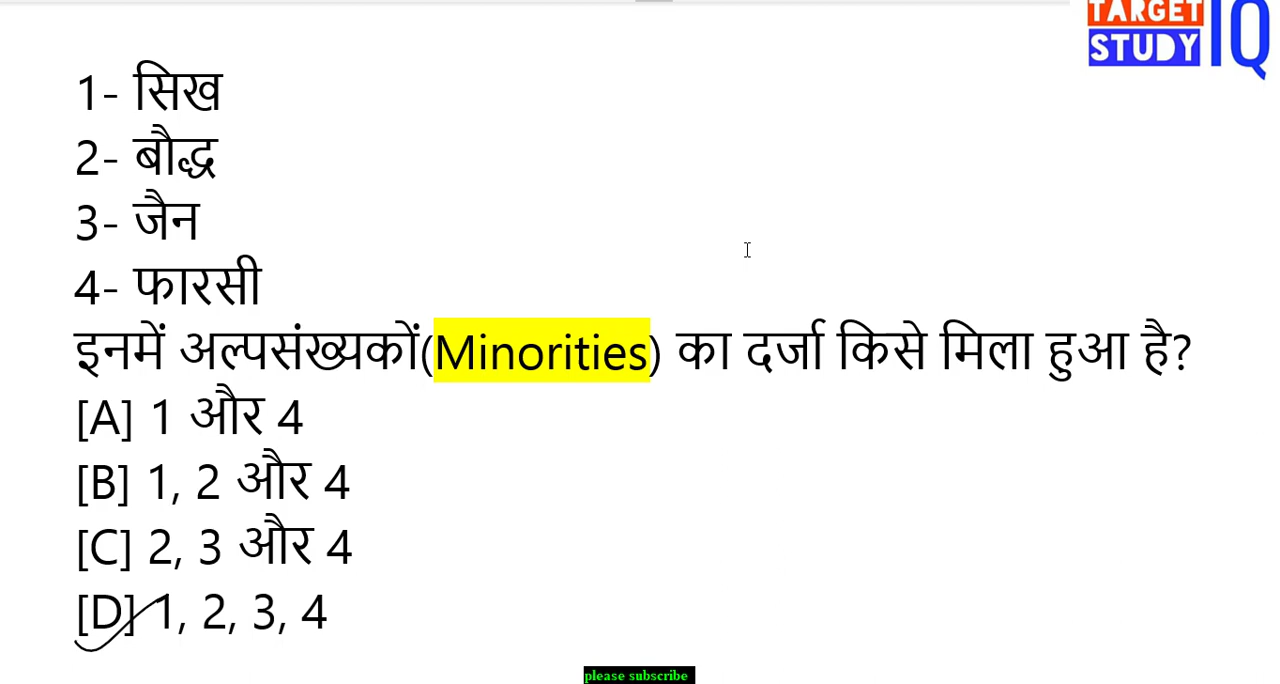 TARGET
STUDY IQ
1- सिख
2- बौद्ध
3- जैन
4- फारसी
इनमें अल्पसंख्यकों(Minorities) का दर्जा किसे मिला हुआ है?
[A] 1 और 4
[B] 1, 2 और 4
[C] 2, 3 और 4
[D] 1, 2, 3, 4
please subscribe